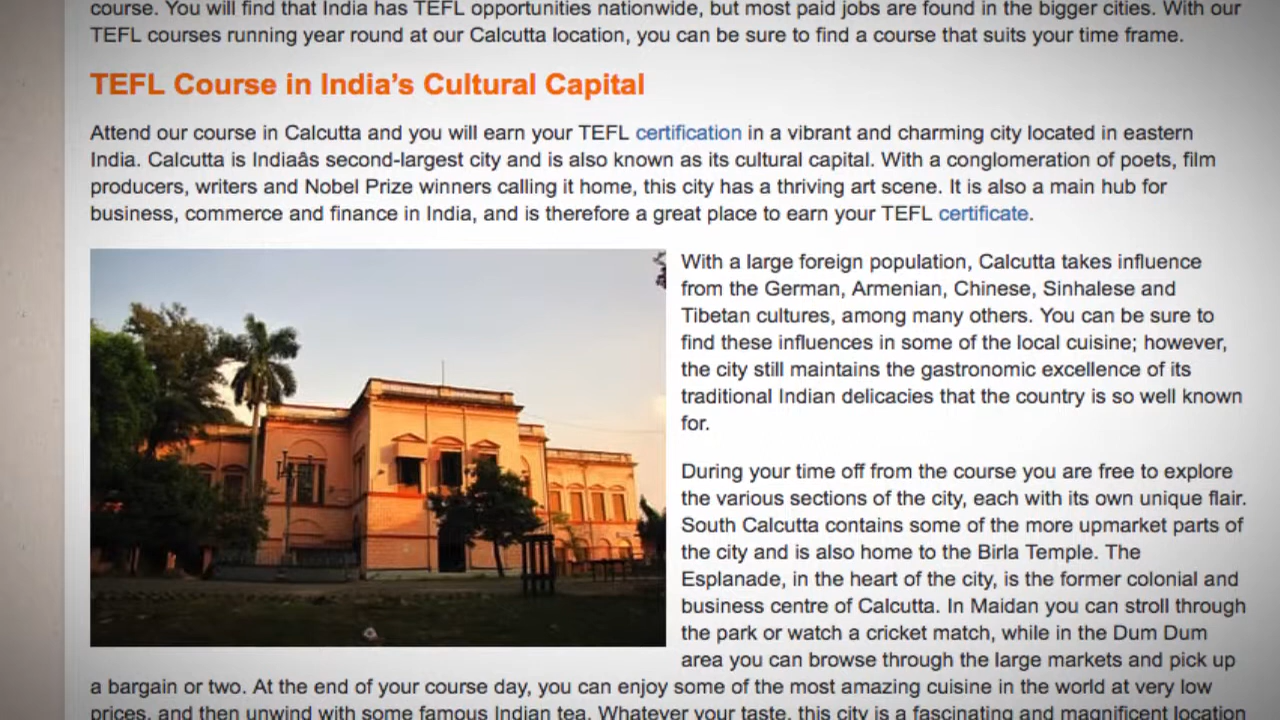 course. You will find that India has TEFL opportunities nationwide, but most paid jobs are found in the bigger cities. With our
TEFL courses running year round at our Calcutta location, you can be sure to find a course that suits your time frame.
TEFL Course in India’s Cultural Capital
Attend our course in Calcutta and you will earn your TEFL certification in a vibrant and charming city located in eastern
India. Calcutta is Indiaâs second-largest city and is also known as its cultural capital. With a conglomeration of poets, film
producers, writers and Nobel Prize winners calling it home, this city has a thriving art scene. It is also a main hub for
business, commerce and finance in India, and is therefore a great place to earn your TEFL certificate.
With a large foreign population, Calcutta takes influence
from the German, Armenian, Chinese, Sinhalese and
Tibetan cultures, among many others. You can be sure to
find these influences in some of the local cuisine; however,
the city still maintains the gastronomic excellence of its
traditional Indian delicacies that the country is so well known
for.
During your time off from the course you are free to explore
the various sections of the city, each with its own unique flair.
South Calcutta contains some of the more upmarket parts of
the city and is also home to the Birla Temple. The
Esplanade, in the heart of the city, is the former colonial and
business centre of Calcutta. In Maidan you can stroll through
the park or watch a cricket match, while in the Dum Dum
area you can browse through the large markets and pick up
a bargain or two. At the end of your course day, you can enjoy some of the most amazing cuisine in the world at very low
prices, and then unwind with some famous Indian tea. Whatever your taste, this city is a fascinating and magnificent location